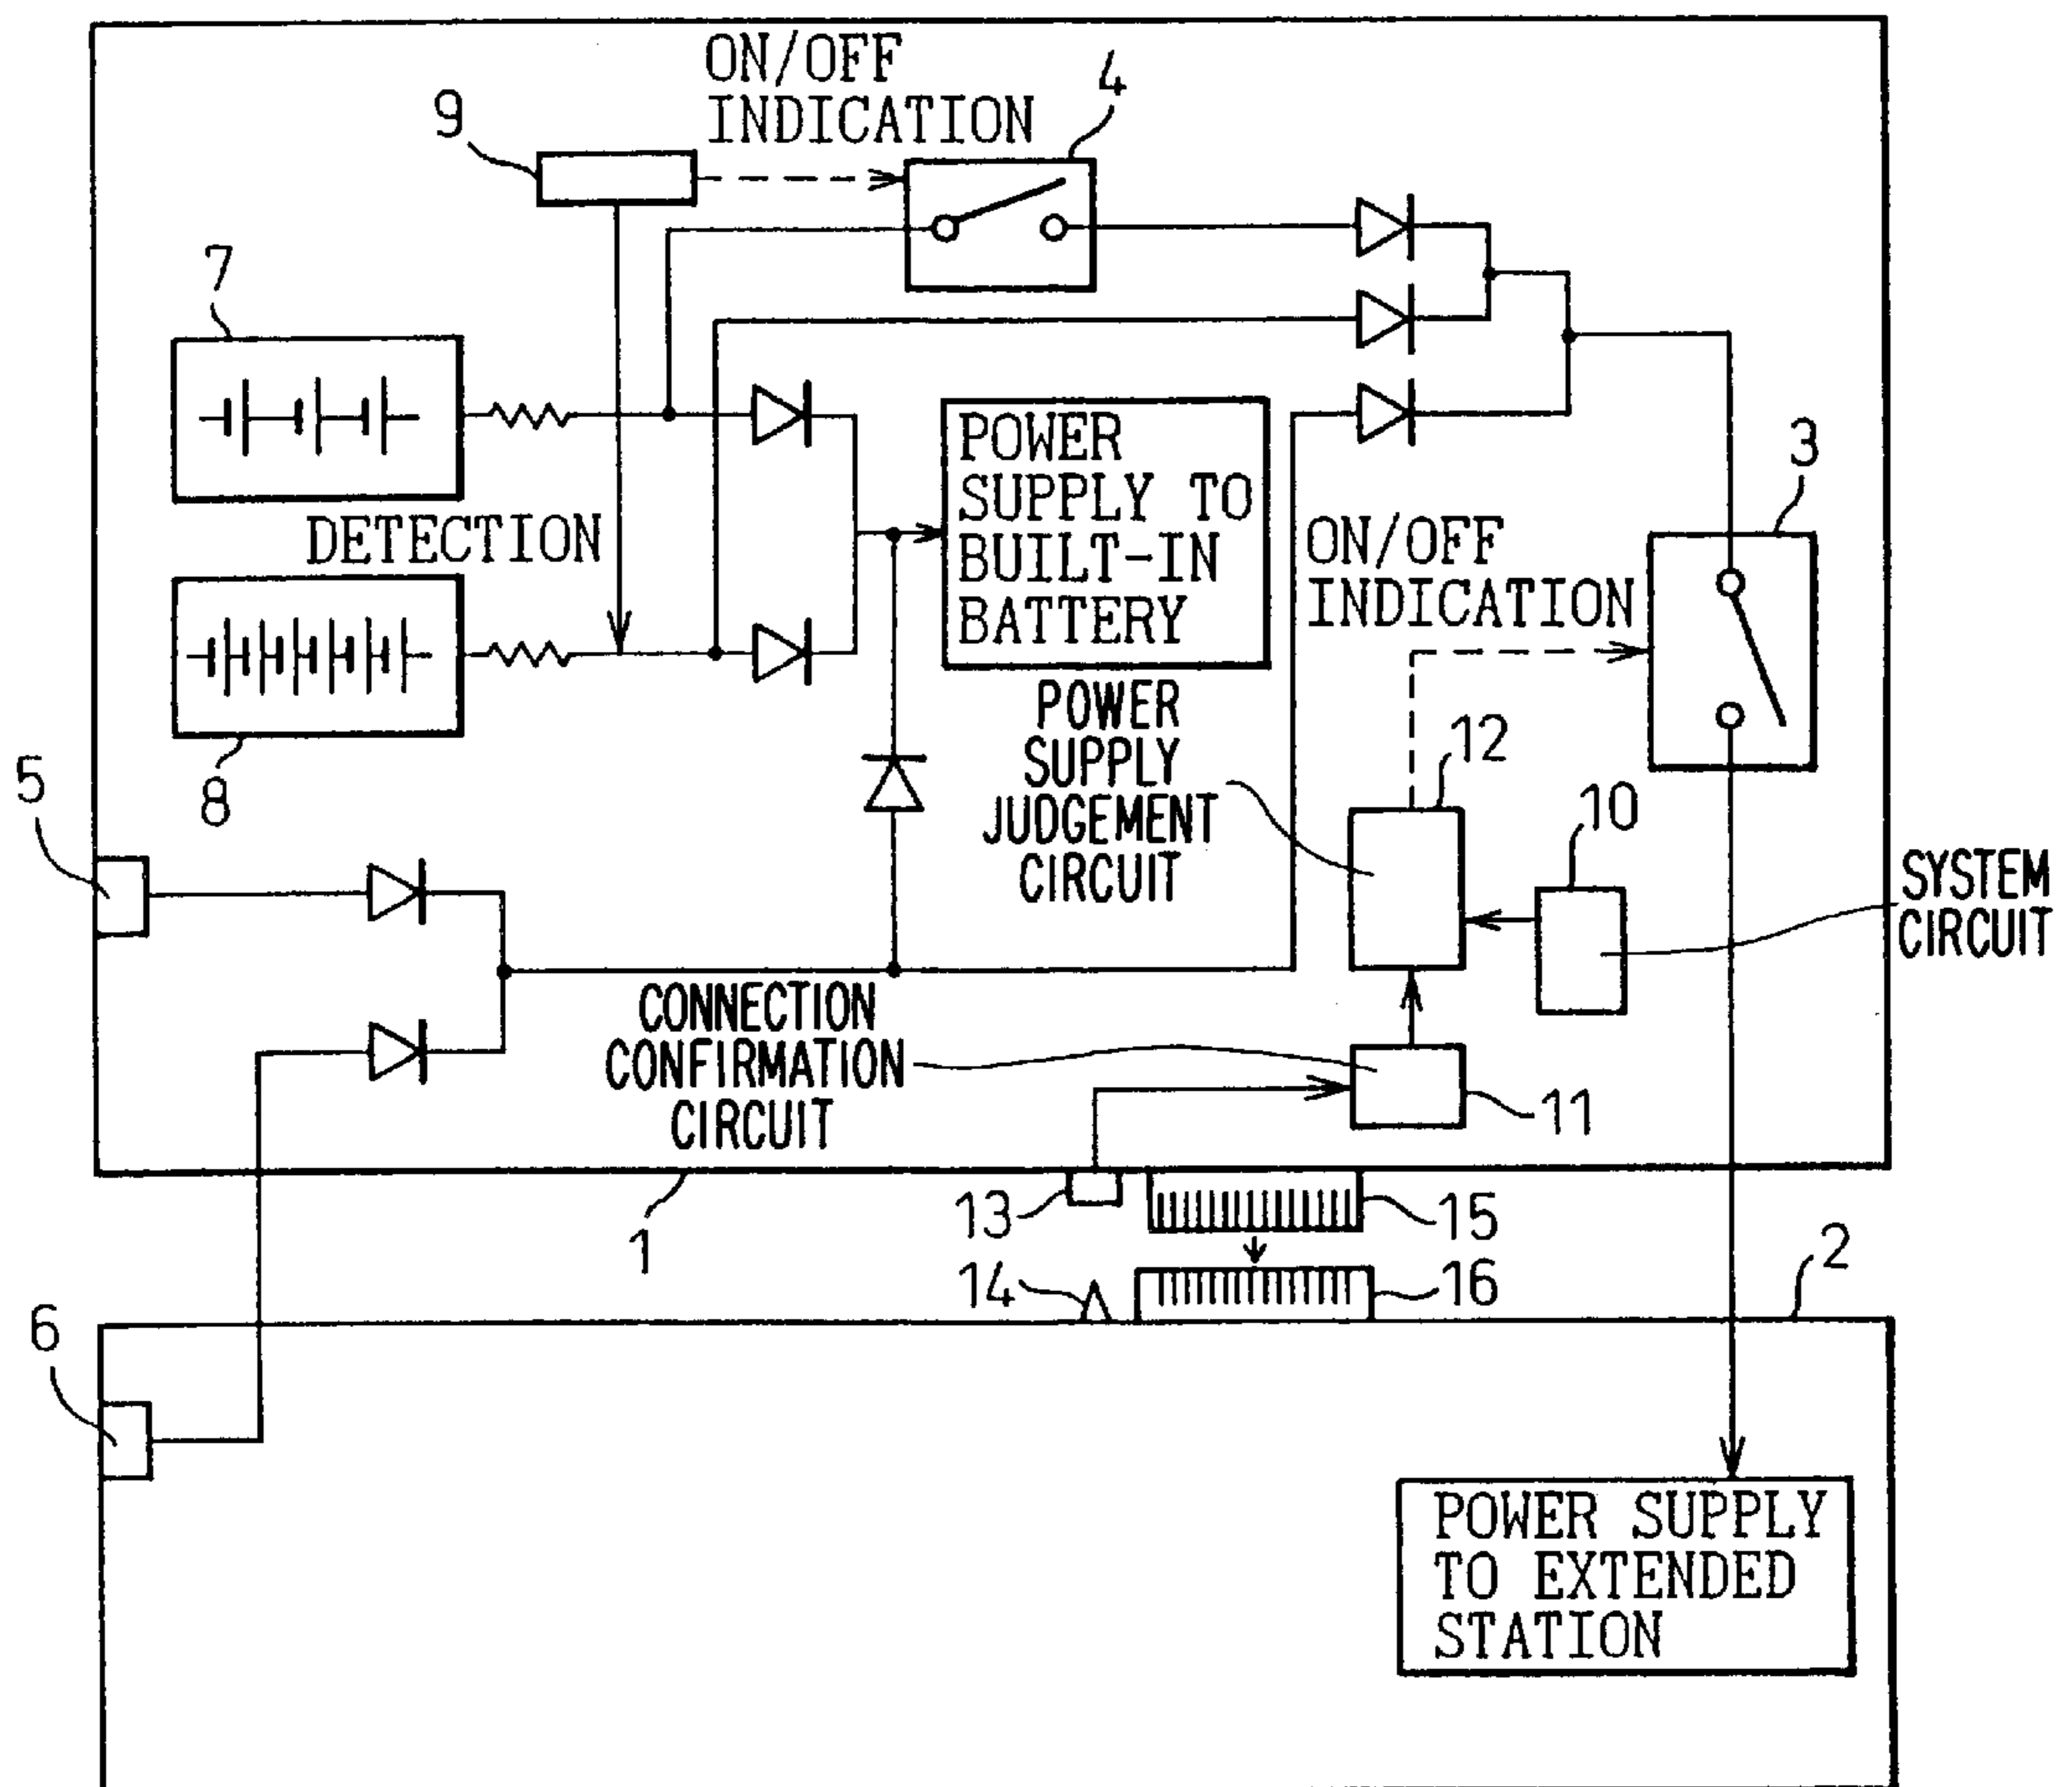 ON/OFF
INDICATION
4
9
7
POWER
SUPPLY TO
BUILT-IN
BATTERY
3
DETECTION
ON/OFF
INDICATION
8
5
POWER
SUPPLY
JUDGEMENT
CIRCUIT
12
10
SYSTEM
CIRCUIT
CONNECTION
CONFIRMATION
CIRCUIT
11
13
15
1
14
16
2
6
POWER SUPPLY
TO EXTENDED
STATION